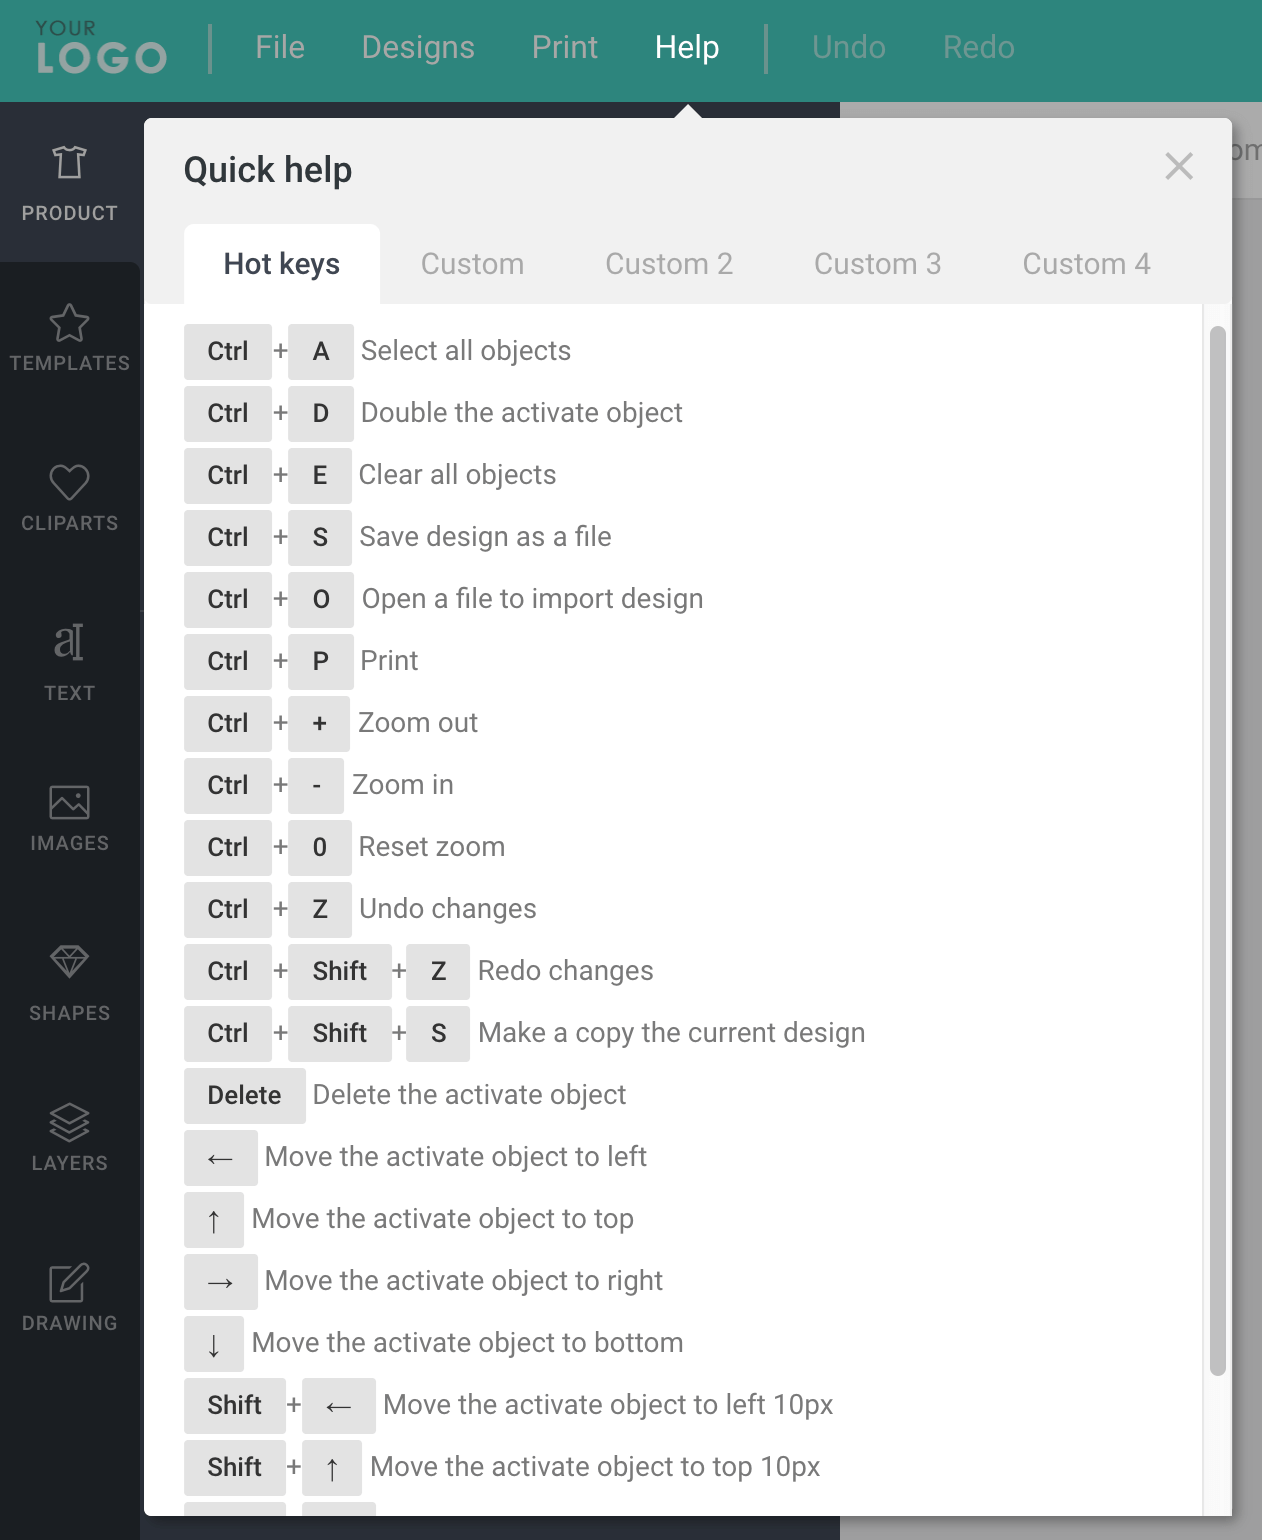 YOUR
LOGO
File Designs Print Help Undo Redo
PRODUCT
TEMPLATES
CLIPARTS
TEXT
IMAGES
SHAPES
LAYERS
DRAWING
Quick help
Hot keys Custom Custom 2 Custom 3 Custom 4
Ctrl + A Select all objects
Ctrl + D Double the activate object
Ctrl + E Clear all objects
Ctrl + S Save design as a file
Ctrl + O Open a file to import design
Ctrl + P Print
Ctrl + + Zoom out
Ctrl + - Zoom in
Ctrl + 0 Reset zoom
Ctrl + Z Undo changes
Ctrl + Shift + Z Redo changes
Ctrl + Shift + S Make a copy the current design
Delete Delete the activate object
← Move the activate object to left
↑ Move the activate object to top
→ Move the activate object to right
↓ Move the activate object to bottom
Shift + ← Move the activate object to left 10px
Shift + ↑ Move the activate object to top 10px